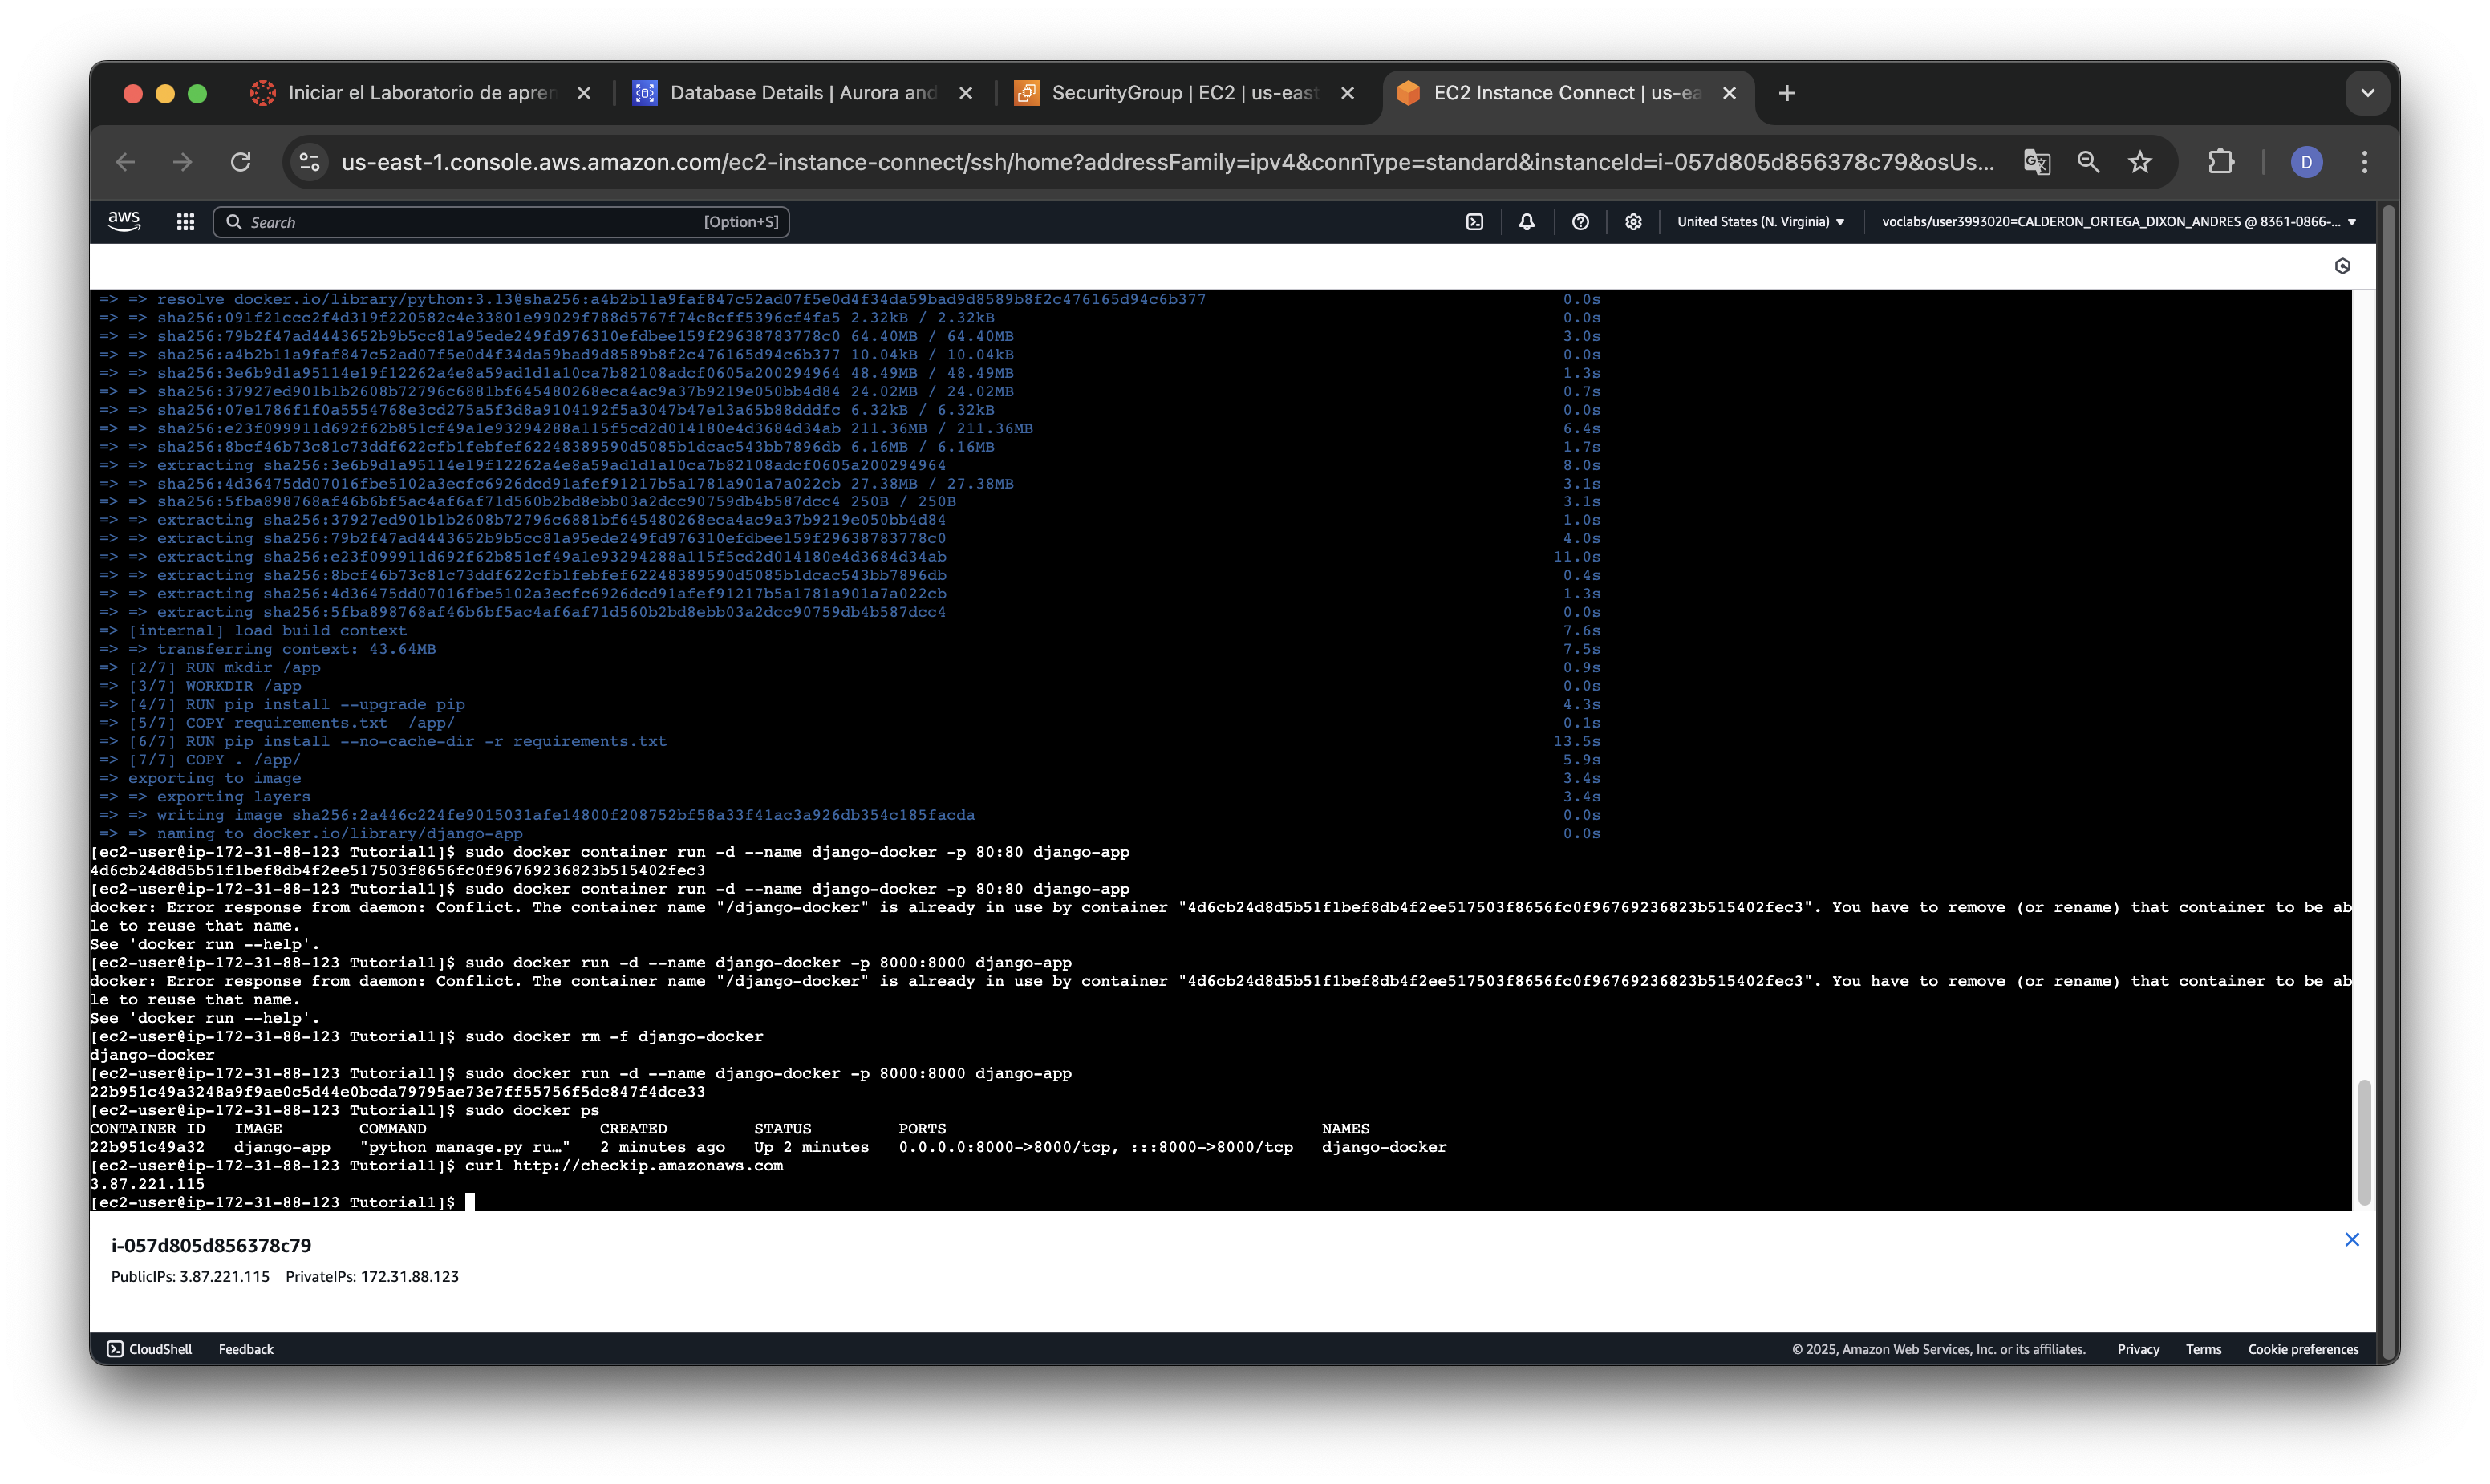 Iniciar el Laboratorio de apren
Database Details | Aurora and
SecurityGroup | EC2 | us-east
EC2 Instance Connect | us-ea
us-east-1.console.aws.amazon.com/ec2-instance-connect/ssh/home?addressFamily=ipv4&connType=standard&instanceId=i-057d805d856378c79&osUs...
D
aws
Search
[Option+S]
United States (N. Virginia)
voclabs/user3993020=CALDERON_ORTEGA_DIXON_ANDRES @ 8361-0866-...
=> => resolve docker.io/library/python:3.13@sha256:a4b2b11a9faf847c52ad07f5e0d4f34da59bad9d8589b8f2c476165d94c6b377 0.0s
=> => sha256:091f21ccc2f4d319f220582c4e33801e99029f788d5767f74c8cff5396cf4fa5 2.32kB / 2.32kB 0.0s
=> => sha256:79b2f47ad4443652b9b5cc81a95ede249fd976310efdbee159f29638783778c0 64.40MB / 64.40MB 3.0s
=> => sha256:a4b2b11a9faf847c52ad07f5e0d4f34da59bad9d8589b8f2c476165d94c6b377 10.04kB / 10.04kB 0.0s
=> => sha256:3e6b9d1a95114e19f12262a4e8a59ad1d1a10ca7b82108adcf0605a200294964 48.49MB / 48.49MB 1.3s
=> => sha256:37927ed901b1b2608b72796c6881bf645480268eca4ac9a37b9219e050bb4d84 24.02MB / 24.02MB 0.7s
=> => sha256:07e1786f1f0a5554768e3cd275a5f3d8a9104192f5a3047b47e13a65b88dddfc 6.32kB / 6.32kB 0.0s
=> => sha256:e23f099911d692f62b851cf49a1e93294288a115f5cd2d014180e4d3684d34ab 211.36MB / 211.36MB 6.4s
=> => sha256:8bcf46b73c81c73ddf622cfb1febfef62248389590d5085b1dcac543bb7896db 6.16MB / 6.16MB 1.7s
=> => extracting sha256:3e6b9d1a95114e19f12262a4e8a59ad1d1a10ca7b82108adcf0605a200294964 8.0s
=> => sha256:4d36475dd07016fbe5102a3ecfc6926dcd91afef91217b5a1781a901a7a022cb 27.38MB / 27.38MB 3.1s
=> => sha256:5fba898768af46b6bf5ac4af6af71d560b2bd8ebb03a2dcc90759db4b587dcc4 250B / 250B 3.1s
=> => extracting sha256:37927ed901b1b2608b72796c6881bf645480268eca4ac9a37b9219e050bb4d84 1.0s
=> => extracting sha256:79b2f47ad4443652b9b5cc81a95ede249fd976310efdbee159f29638783778c0 4.0s
=> => extracting sha256:e23f099911d692f62b851cf49a1e93294288a115f5cd2d014180e4d3684d34ab 11.0s
=> => extracting sha256:8bcf46b73c81c73ddf622cfb1febfef62248389590d5085b1dcac543bb7896db 0.4s
=> => extracting sha256:4d36475dd07016fbe5102a3ecfc6926dcd91afef91217b5a1781a901a7a022cb 1.3s
=> => extracting sha256:5fba898768af46b6bf5ac4af6af71d560b2bd8ebb03a2dcc90759db4b587dcc4 0.0s
=> [internal] load build context 7.6s
=> => transferring context: 43.64MB 7.5s
=> [2/7] RUN mkdir /app 0.9s
=> [3/7] WORKDIR /app 0.0s
=> [4/7] RUN pip install --upgrade pip 4.3s
=> [5/7] COPY requirements.txt  /app/ 0.1s
=> [6/7] RUN pip install --no-cache-dir -r requirements.txt 13.5s
=> [7/7] COPY . /app/ 5.9s
=> exporting to image 3.4s
=> => exporting layers 3.4s
=> => writing image sha256:2a446c224fe9015031afe14800f208752bf58a33f41ac3a926db354c185facda 0.0s
=> => naming to docker.io/library/django-app 0.0s
[ec2-user@ip-172-31-88-123 Tutorial1]$ sudo docker container run -d --name django-docker -p 80:80 django-app
4d6cb24d8d5b51f1bef8db4f2ee517503f8656fc0f96769236823b515402fec3
[ec2-user@ip-172-31-88-123 Tutorial1]$ sudo docker container run -d --name django-docker -p 80:80 django-app
docker: Error response from daemon: Conflict. The container name "/django-docker" is already in use by container "4d6cb24d8d5b51f1bef8db4f2ee517503f8656fc0f96769236823b515402fec3". You have to remove (or rename) that container to be ab
le to reuse that name.
See 'docker run --help'.
[ec2-user@ip-172-31-88-123 Tutorial1]$ sudo docker run -d --name django-docker -p 8000:8000 django-app
docker: Error response from daemon: Conflict. The container name "/django-docker" is already in use by container "4d6cb24d8d5b51f1bef8db4f2ee517503f8656fc0f96769236823b515402fec3". You have to remove (or rename) that container to be ab
le to reuse that name.
See 'docker run --help'.
[ec2-user@ip-172-31-88-123 Tutorial1]$ sudo docker rm -f django-docker
django-docker
[ec2-user@ip-172-31-88-123 Tutorial1]$ sudo docker run -d --name django-docker -p 8000:8000 django-app
22b951c49a3248a9f9ae0c5d44e0bcda79795ae73e7ff55756f5dc847f4dce33
[ec2-user@ip-172-31-88-123 Tutorial1]$ sudo docker ps
CONTAINER ID   IMAGE        COMMAND                  CREATED         STATUS         PORTS                                       NAMES
22b951c49a32   django-app   "python manage.py ru…"   2 minutes ago   Up 2 minutes   0.0.0.0:8000->8000/tcp, :::8000->8000/tcp   django-docker
[ec2-user@ip-172-31-88-123 Tutorial1]$ curl http://checkip.amazonaws.com
3.87.221.115
[ec2-user@ip-172-31-88-123 Tutorial1]$
i-057d805d856378c79
PublicIPs: 3.87.221.115 PrivateIPs: 172.31.88.123
CloudShell Feedback © 2025, Amazon Web Services, Inc. or its affiliates. Privacy Terms Cookie preferences